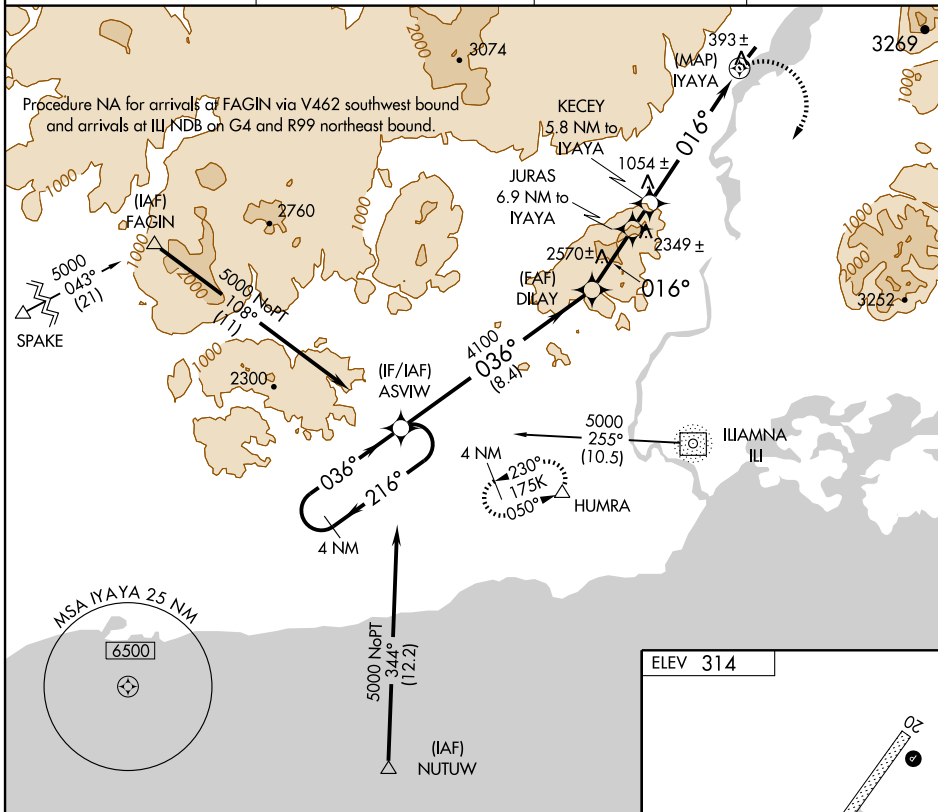 2000
3074
393 ±
(MAP)
IYAYA
3269
1000
Procedure NA for arrivals at FAGIN via V462 southwest bound
and arrivals at ILI NDB on G4 and R99 northeast bound.
KECEY
5.8 NM to
IYAYA
016°
1054 ±
JURAS
6.9 NM to
IYAYA
1000
(IAF)
FAGIN
1000
2760
1000
1000
2000
2570±
2349 ±
2000
5000
043°
(21)
SPAKE
5000 NoPT
108°
(11)
(FAF)
DILAY
016°
3252
4100
036°
(8.4)
1000
2300
(IF/IAF)
ASVIW
5000
255°
(10.5)
ILIAMNA
ILI
4 NM
230°
175K
050°
HUMRA
036°
216°
4 NM
MSA IYAYA 25 NM
6500
5000 NoPT
344°
(12.2)
(IAF)
NUTUW
ELEV 314
20
P